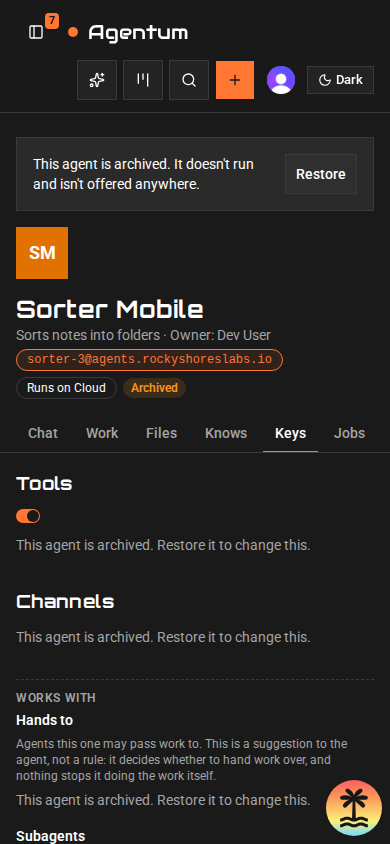 7
Agentum
Dark
This agent is archived. It doesn't run
and isn't offered anywhere.
Restore
SM
Sorter Mobile
Sorts notes into folders · Owner: Dev User
sorter-3@agents.rockyshoreslabs.io
Runs on Cloud
Archived
Chat
Work
Files
Knows
Keys
Jobs
Tools
This agent is archived. Restore it to change this.
Channels
This agent is archived. Restore it to change this.
WORKS WITH
Hands to
Agents this one may pass work to. This is a suggestion to the
agent, not a rule: it decides whether to hand work over, and
nothing stops it doing the work itself.
This agent is archived. Restore it to change this.
Subagents